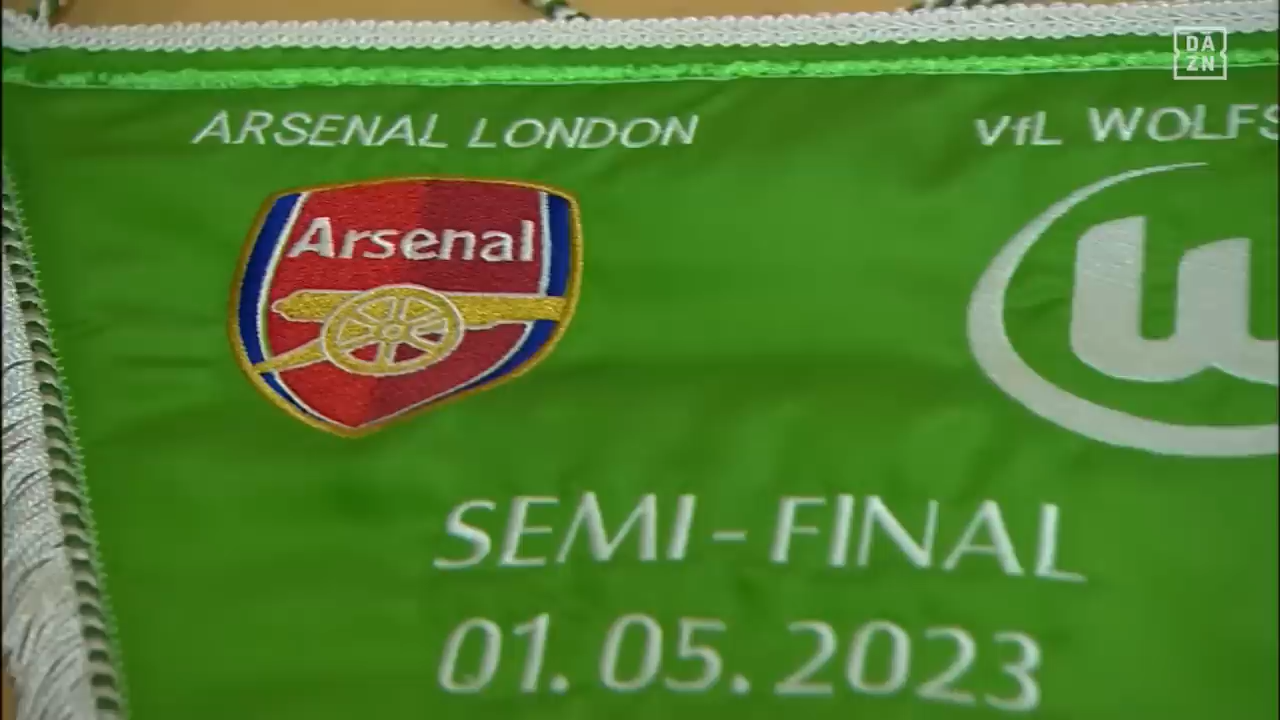 DAZN
ARSENAL LONDON
VfL WOLFS
Arsenal
W
SEMI-FINAL
01.05.2023